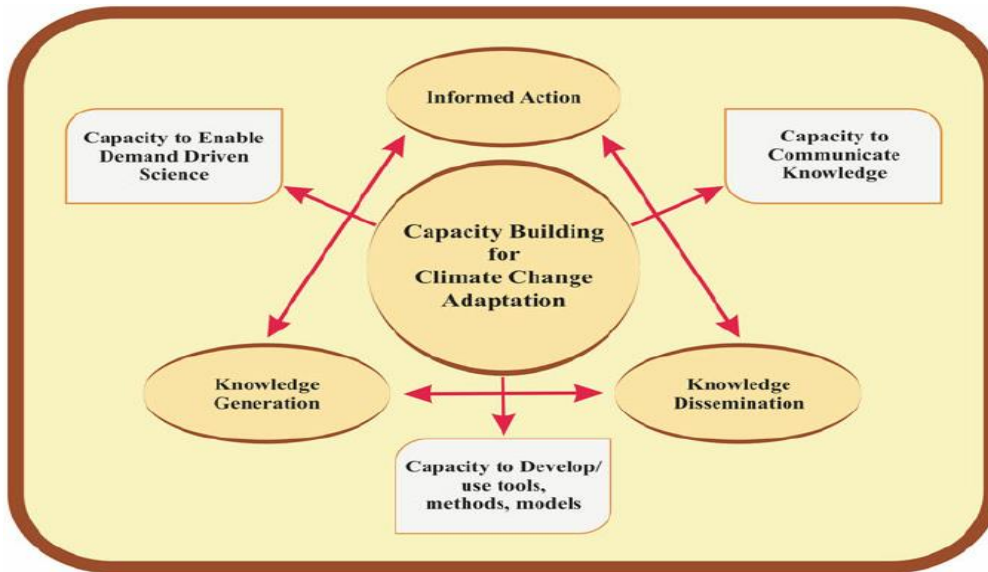 Informed Action
Capacity to Enable
Demand Driven
Science
Capacity to
Communicate
Knowledge
Capacity Building
for
Climate Change
Adaptation
Knowledge
Generation
Knowledge
Dissemination
Capacity to Develop/
use tools,
methods, models